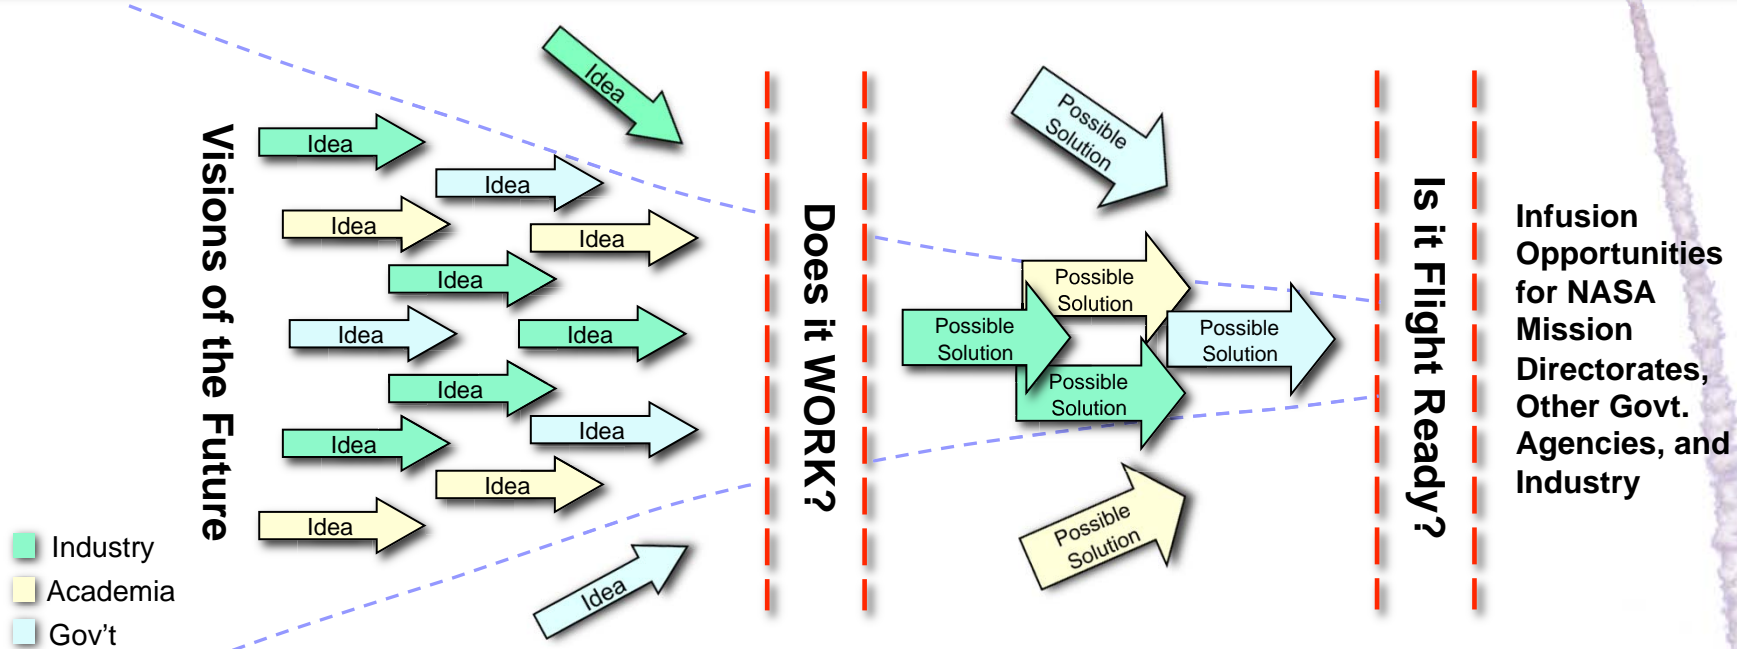 Visions of the Future
Idea
Idea
Idea
Idea
Idea
Idea
Idea
Idea
Idea
Idea
Idea
Idea
Idea
Idea
Industry
Academia
Gov't
Does it WORK?
Possible
Solution
Possible
Solution
Possible
Solution
Possible
Solution
Possible
Solution
Possible
Solution
Is it Flight Ready?
Infusion
Opportunities
for NASA
Mission
Directorates,
Other Govt.
Agencies, and
Industry